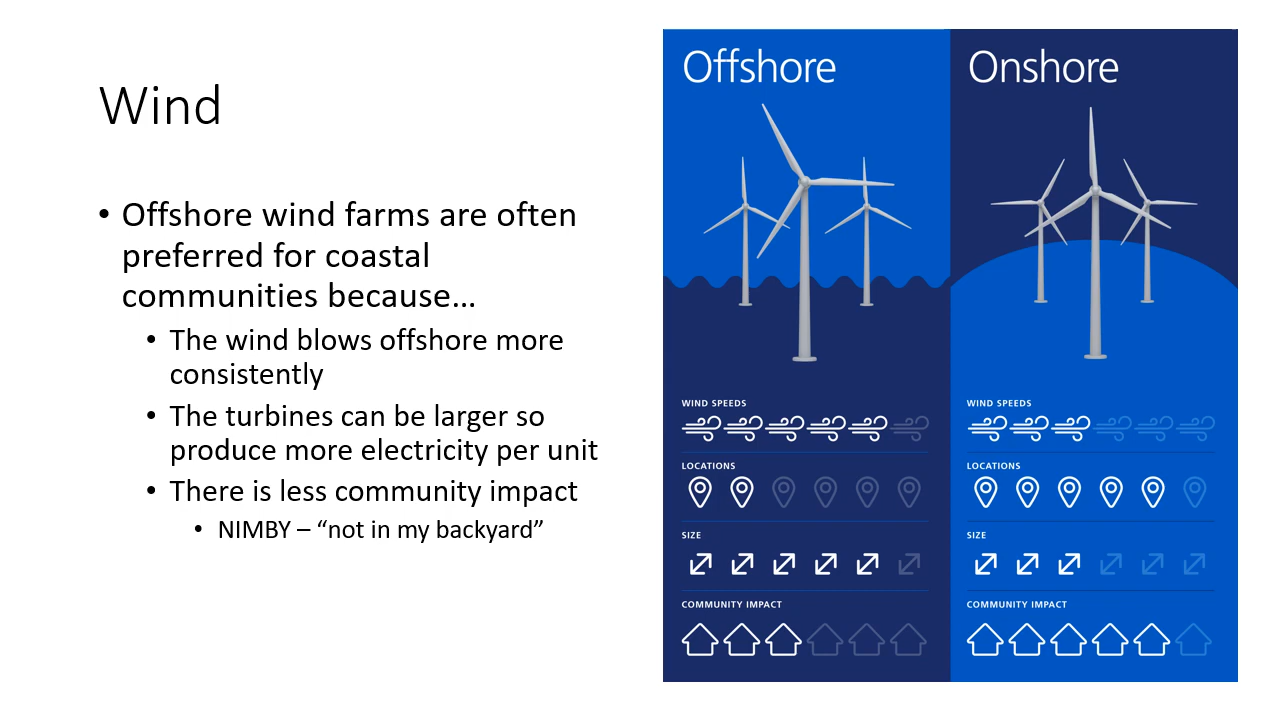 Wind
• Offshore wind farms are often
preferred for coastal
communities because…
• The wind blows offshore more
consistently
• The turbines can be larger so
produce more electricity per unit
• There is less community impact
• NIMBY – “not in my backyard”
Offshore
WIND SPEEDS
LOCATIONS
SIZE
COMMUNITY IMPACT
Onshore
WIND SPEEDS
LOCATIONS
SIZE
COMMUNITY IMPACT